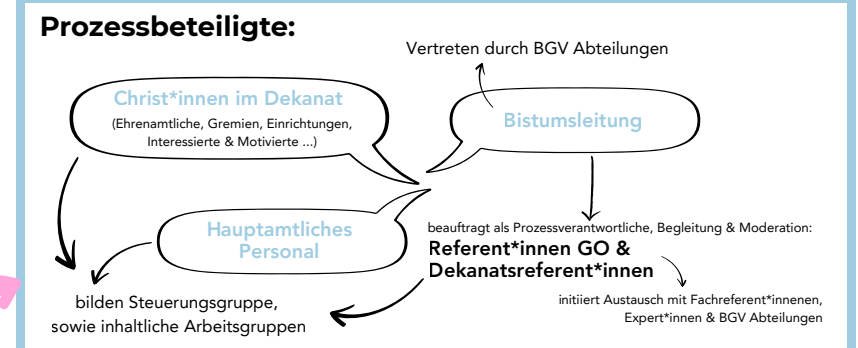 Prozessbeteiligte:
Vertreten durch BGV Abteilungen
Christ*innen im Dekanat
(Ehrenamtliche, Gremien, Einrichtungen,
Interessierte & Motivierte ...)
Bistumsleitung
Hauptamtliches
Personal
beauftragt als Prozessverantwortliche, Begleitung & Moderation:
Referent*innen GO &
Dekanatsreferent*innen
bilden Steuerungsgruppe,
sowie inhaltliche Arbeitsgruppen
initiiert Austausch mit Fachreferent*innenen,
Expert*innen & BGV Abteilungen